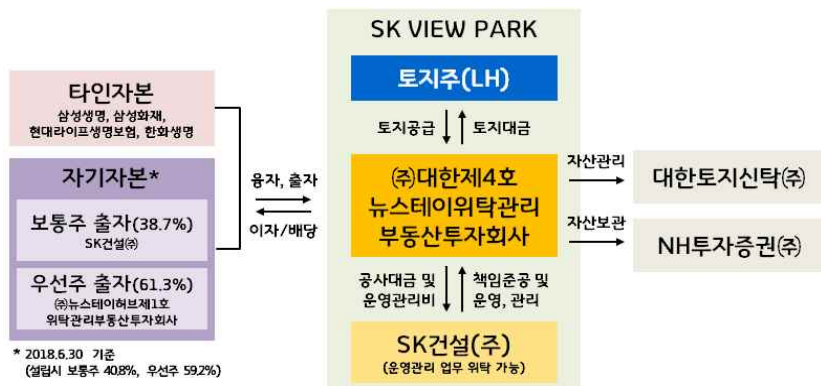 SK VIEW PARK
토지주(LH)
토지공급
토지대금
타인자본
삼성생명, 삼성화재,
현대라이프생명보험, 한화생명
자기자본*
보통주 출자(38.7%)
SK건설㈜
우선주 출자(61.3%)
㈜뉴스테이허브제1호
위탁관리부동산투자회사
* 2018.6.30 기준
(설립시 보통주 40.8%, 우선주 59.2%)
융자, 출자
이자/배당
㈜대한제4호
뉴스테이위탁관리
부동산투자회사
자산관리
대한토지신탁㈜
자산보관
NH투자증권㈜
공사대금 및
운영관리비
책임준공 및
운영, 관리
SK건설(주)
(운영관리 업무 위탁 가능)